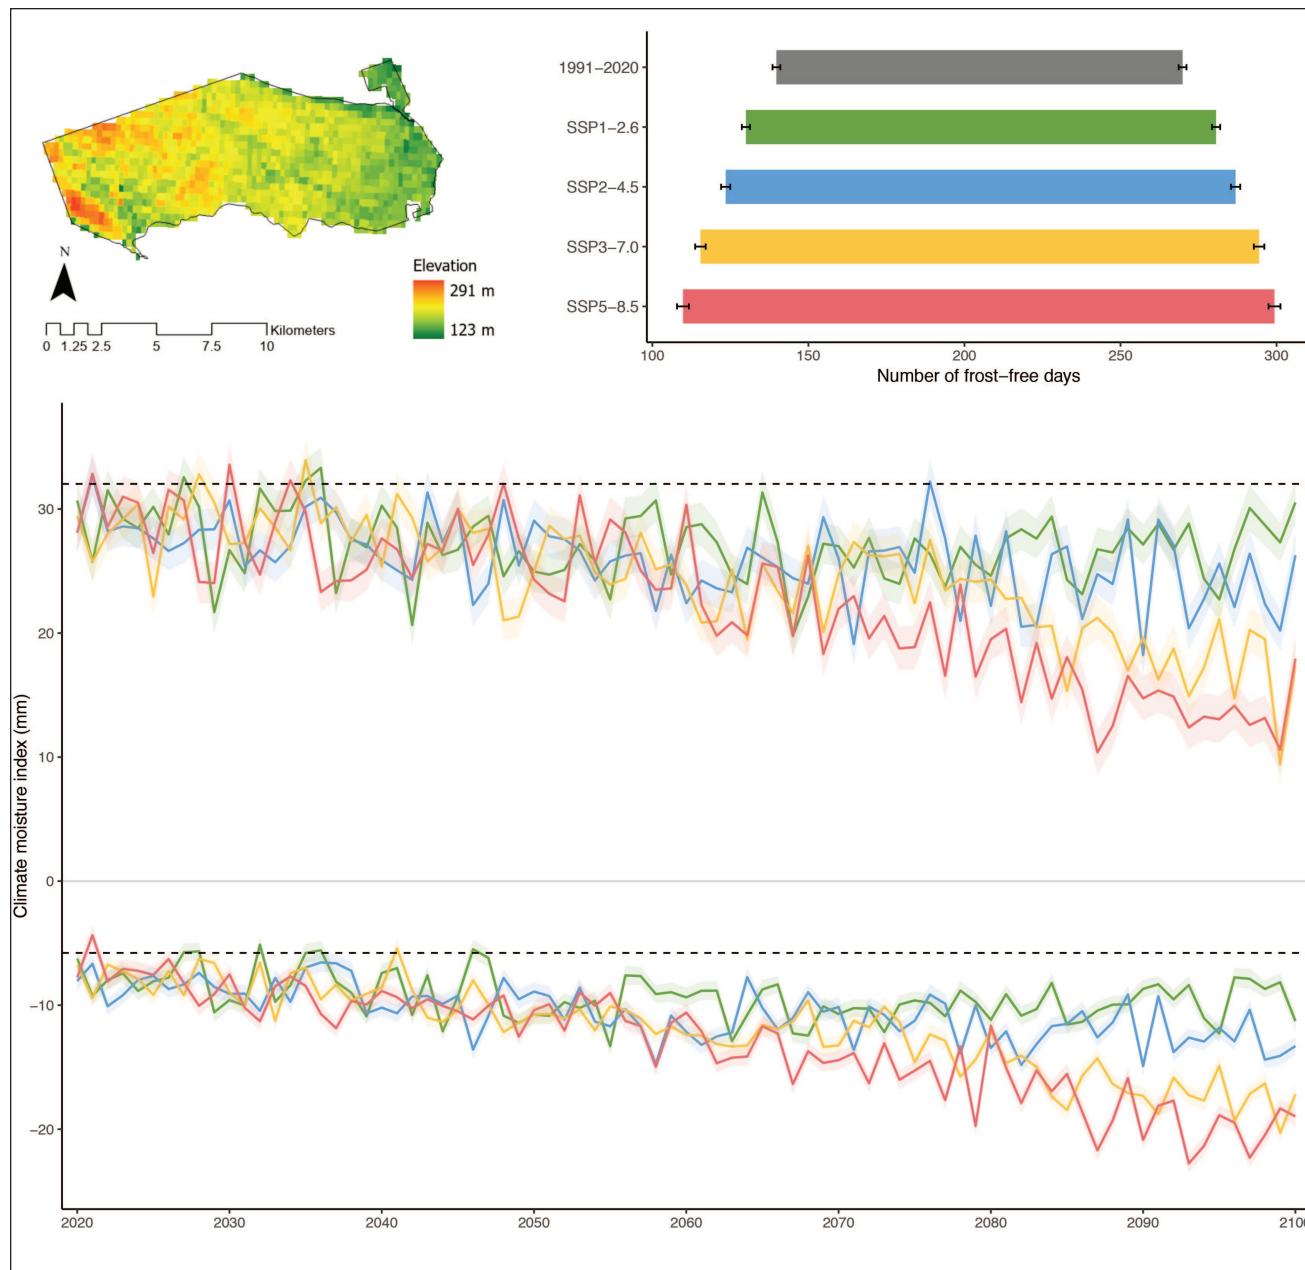 N
Elevation
291 m
123 m
Kilometers
0 1.25 2.5 5 7.5 10
1991–2020
SSP1–2.6
SSP2–4.5
SSP3–7.0
SSP5–8.5
100 150 200 250 300
Number of frost–free days
Climate moisture index (mm)
30
20
10
0
−10
−20
2020 2030 2040 2050 2060 2070 2080 2090 2100